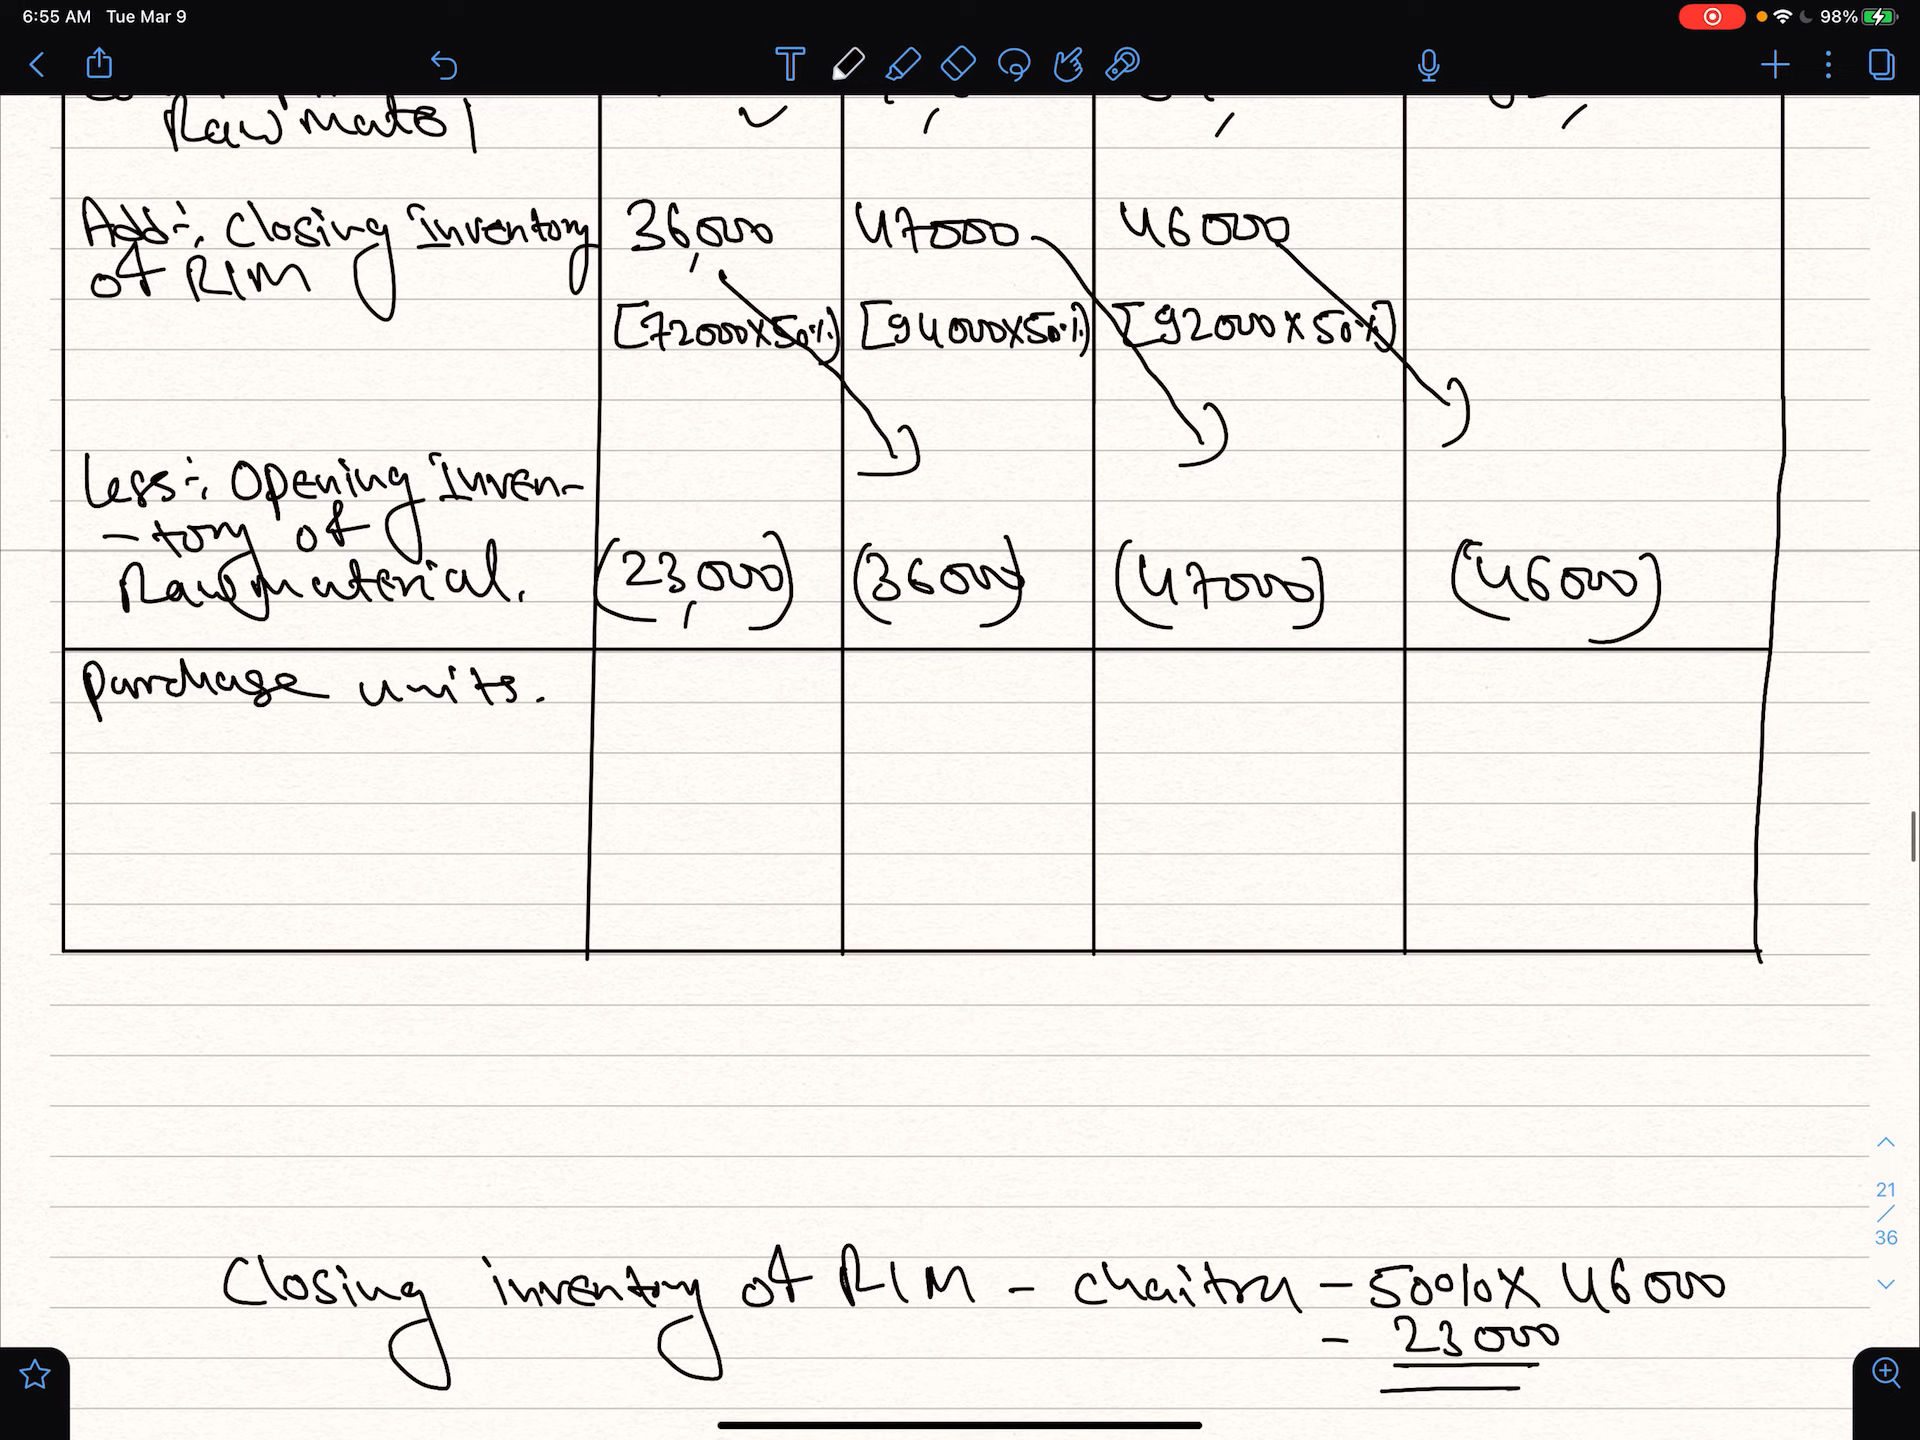 6:55 AM Tue Mar 9
98%
Raw mate
Add:- Closing Inventory 36,000 47000 46000
of R/M
[72000x50%) [94000x50%) [92000x50%]
Less:- Opening Inven-
-tory of
Raw material. (23,000) (36000) (47000) (46000)
Purchase units.
21
/
36
Closing inventory of R/M - chaitra - 50%x 46000
- 23000